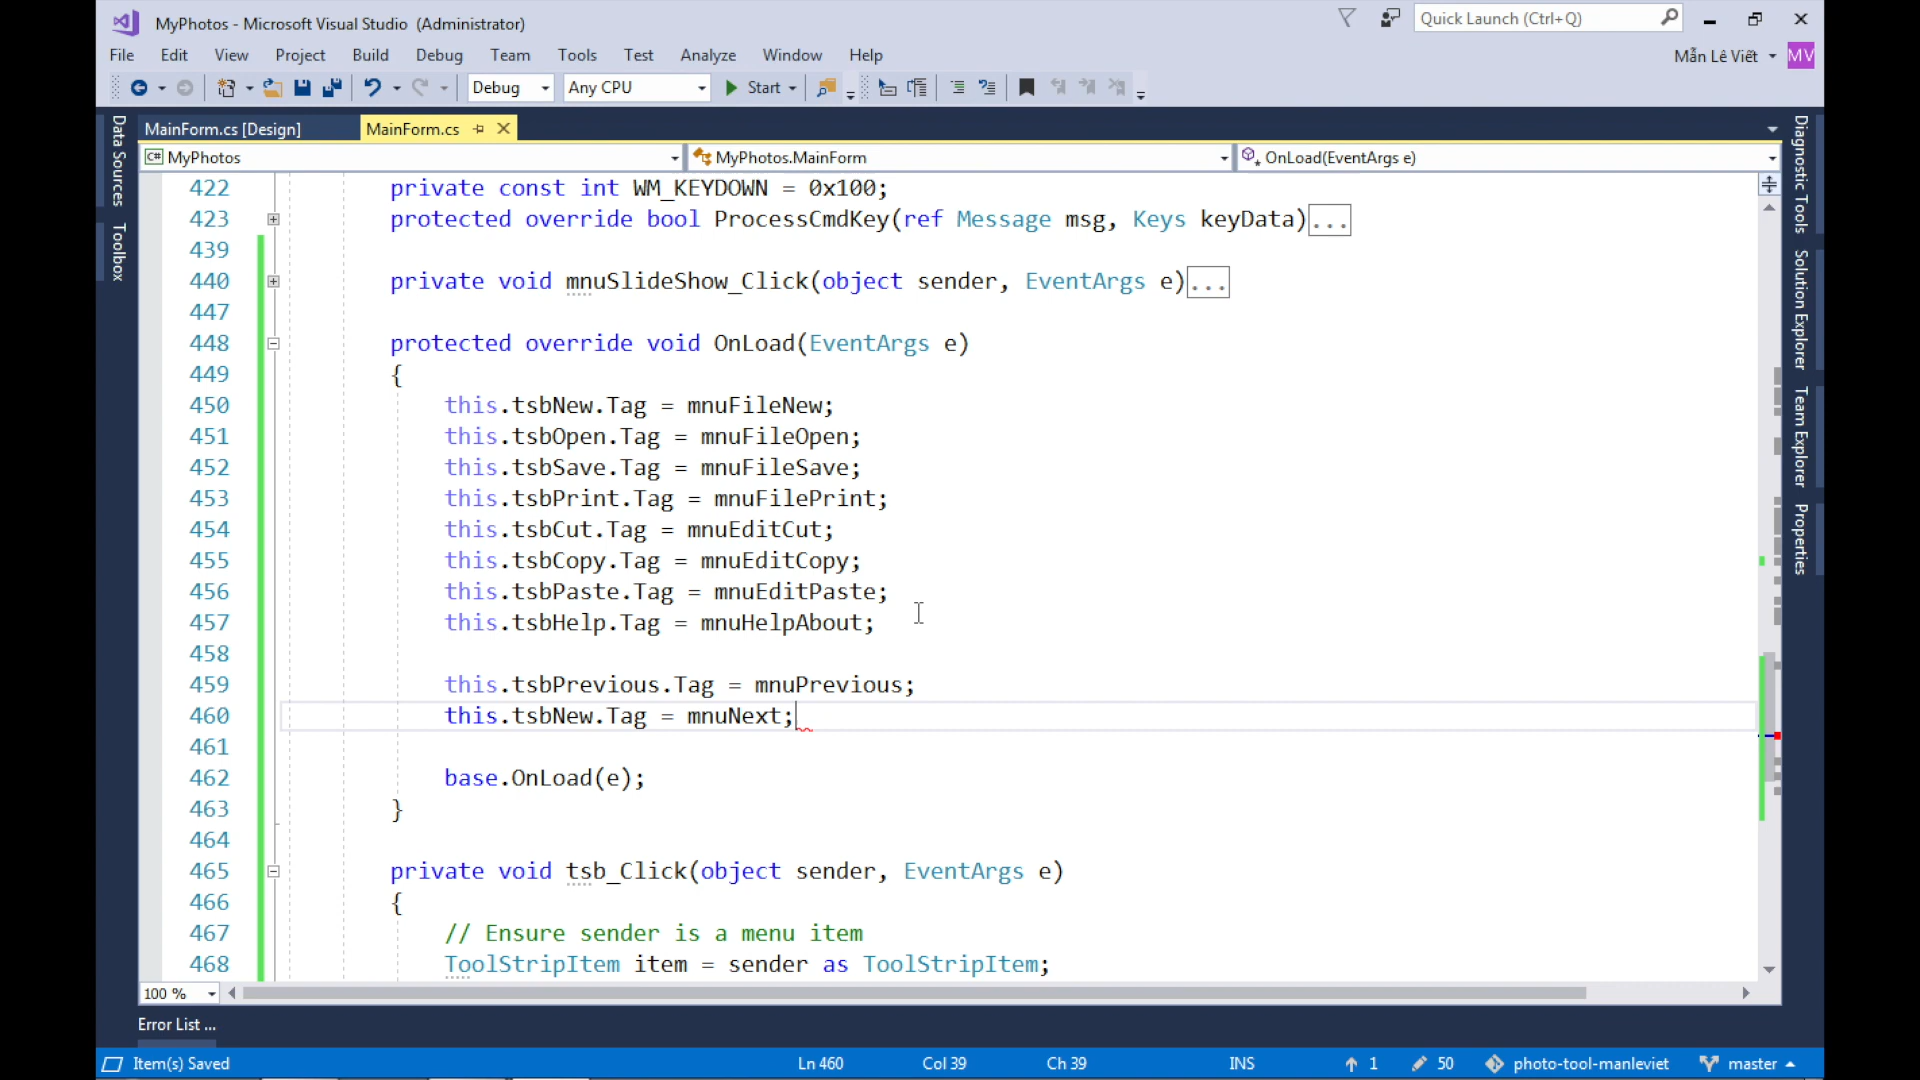 MyPhotos - Microsoft Visual Studio  (Administrator)
Quick Launch (Ctrl+Q)
File Edit View Project Build Debug Team Tools Test Analyze Window Help
Mẫn Lê Viết MV
Debug Any CPU Start
MainForm.cs [Design] MainForm.cs
C# MyPhotos MyPhotos.MainForm OnLoad(EventArgs e)
Data Sources
Toolbox
422 private const int WM_KEYDOWN = 0x100;
423 protected override bool ProcessCmdKey(ref Message msg, Keys keyData)...
439
440 private void mnuSlideShow_Click(object sender, EventArgs e)...
447
448 protected override void OnLoad(EventArgs e)
449 {
450 this.tsbNew.Tag = mnuFileNew;
451 this.tsbOpen.Tag = mnuFileOpen;
452 this.tsbSave.Tag = mnuFileSave;
453 this.tsbPrint.Tag = mnuFilePrint;
454 this.tsbCut.Tag = mnuEditCut;
455 this.tsbCopy.Tag = mnuEditCopy;
456 this.tsbPaste.Tag = mnuEditPaste;
457 this.tsbHelp.Tag = mnuHelpAbout;
458
459 this.tsbPrevious.Tag = mnuPrevious;
460 this.tsbNew.Tag = mnuNext;
461
462 base.OnLoad(e);
463 }
464
465 private void tsb_Click(object sender, EventArgs e)
466 {
467 // Ensure sender is a menu item
468 ToolStripItem item = sender as ToolStripItem;
Diagnostic Tools
Solution Explorer
Team Explorer
Properties
100 %
Error List ...
Item(s) Saved Ln 460 Col 39 Ch 39 INS 1 50 photo-tool-manleviet master